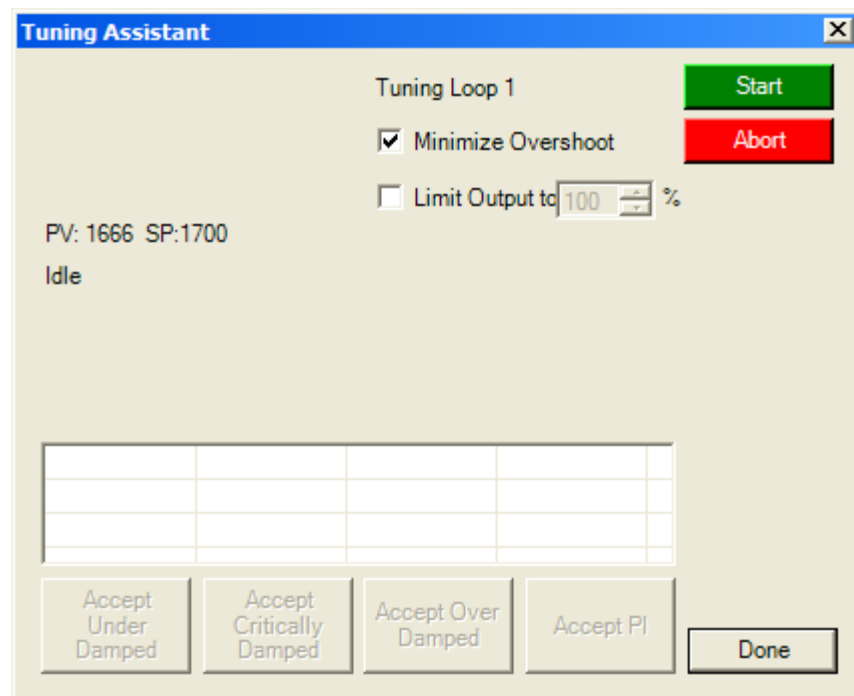 Tuning Assistant
Tuning Loop 1
Start
Minimize Overshoot
Abort
Limit Output to 100 %
PV: 1666 SP:1700
Idle
Accept
Under
Damped
Accept
Critically
Damped
Accept Over
Damped
Accept PI
Done